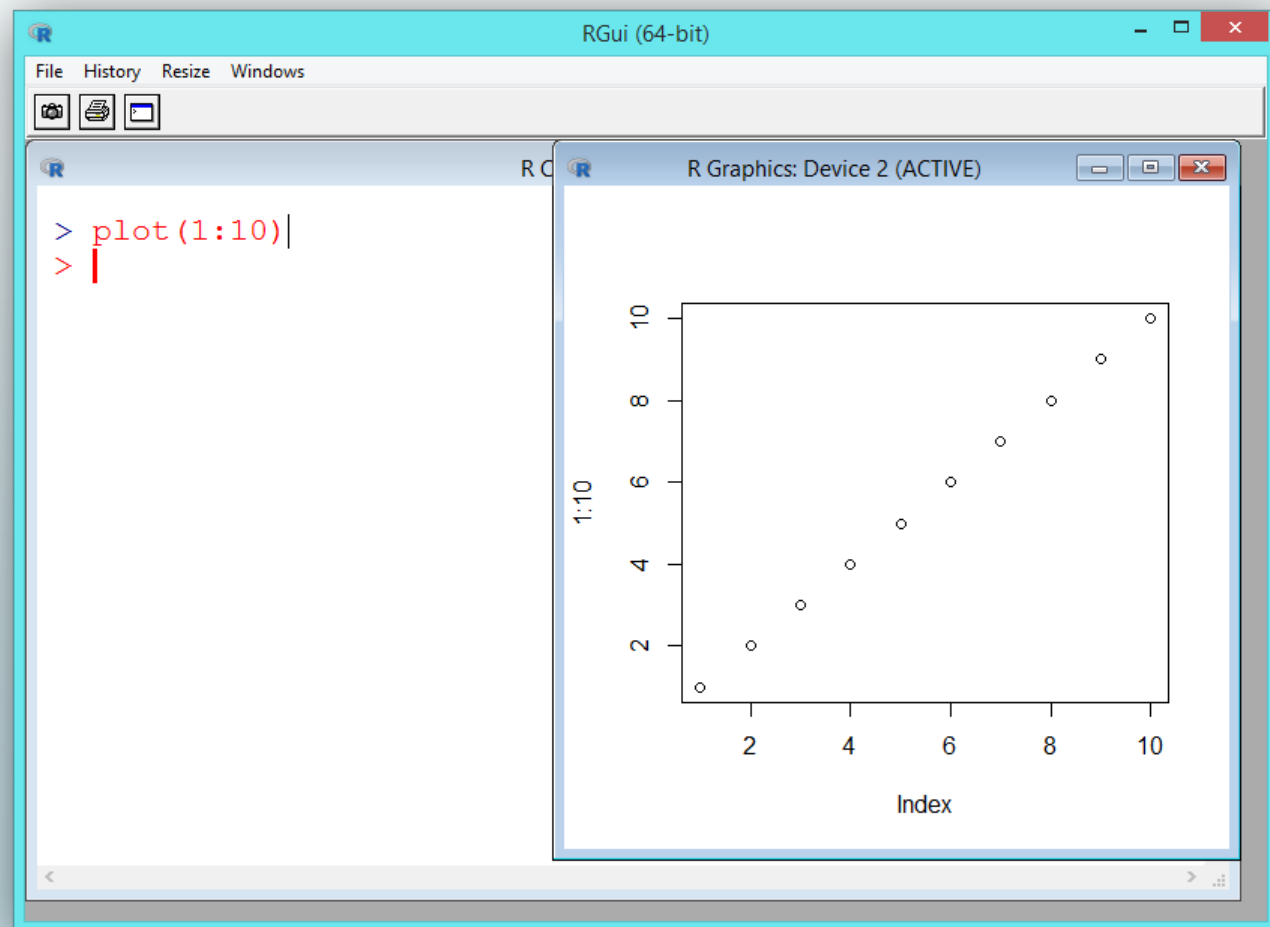 RGui (64-bit)
File History Resize Windows
R C
R Graphics: Device 2 (ACTIVE)
> plot(1:10)
>
10
8
6
4
2
1:10
2 4 6 8 10
Index